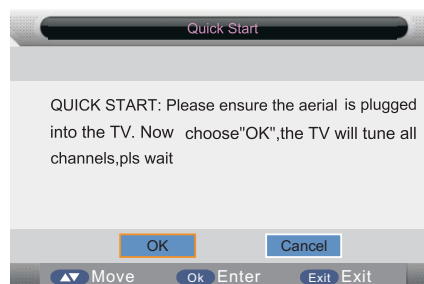 Quick Start
QUICK START: Please ensure the aerial is plugged
into the TV. Now choose"OK",the TV will tune all
channels,pls wait
OK Cancel
Move Ok Enter Exit Exit